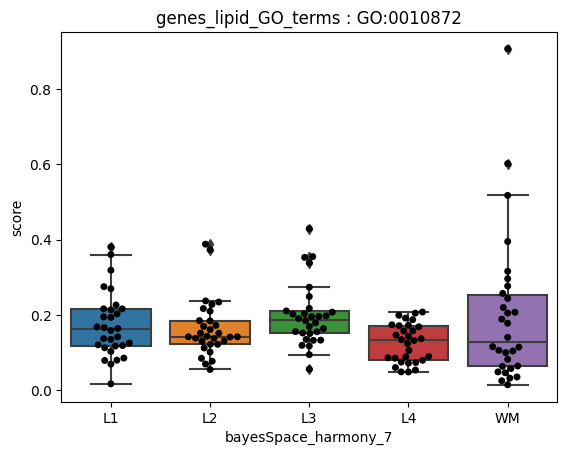 genes_lipid_GO_terms : GO:0010872
score
0.8
0.6
0.4
0.2
0.0
L1 L2 L3 L4 WM
bayesSpace_harmony_7